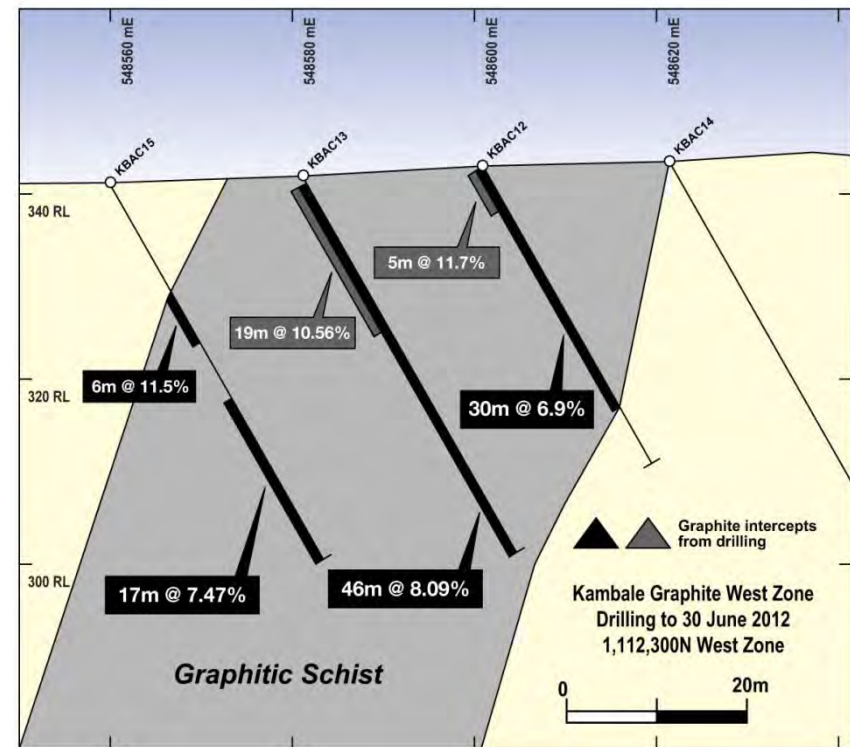 548560 mE
548580 mE
548600 mE
548620 mE
KBAC15
KBAC13
KBAC12
KBAC14
340 RL
5m @ 11.7%
19m @ 10.56%
6m @ 11.5%
320 RL
30m @ 6.9%
Graphite intercepts
from drilling
300 RL
17m @ 7.47%
46m @ 8.09%
Kambale Graphite West Zone
Drilling to 30 June 2012
1,112,300N West Zone
Graphitic Schist
0
20m